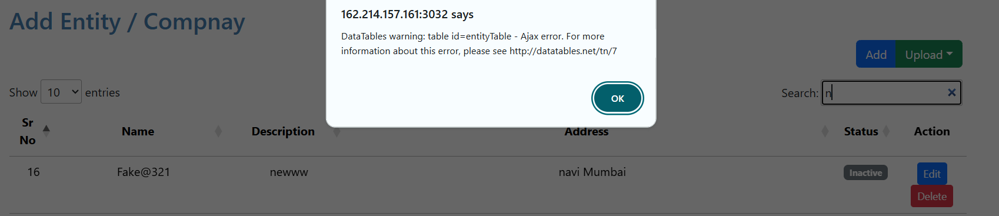 162.214.157.161:3032 says
DataTables warning: table id=entityTable - Ajax error. For more
information about this error, please see http://datatables.net/tn/7
OK
Add Entity / Compnay
Add Upload
Show 10 entries Search: n
Sr No Name Description Address Status Action
16 Fake@321 newww navi Mumbai Inactive Edit
Delete